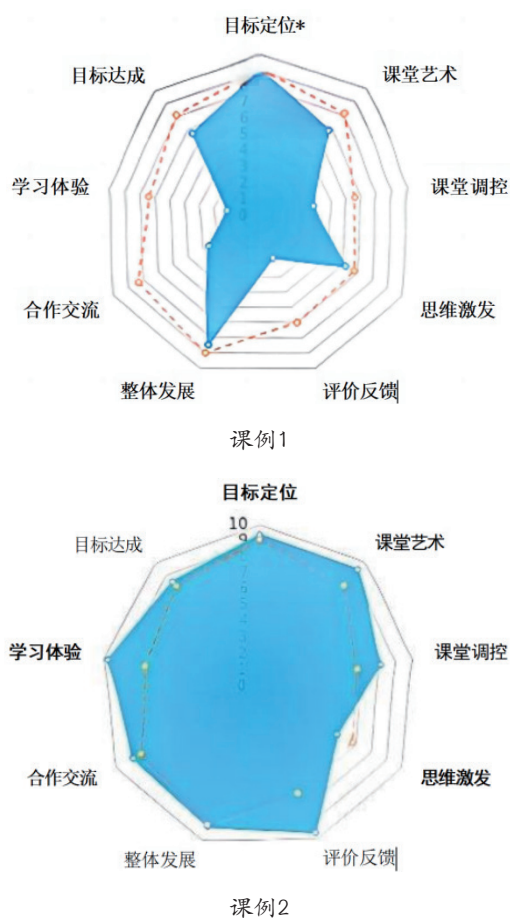 目标定位*
目标达成
课堂艺术
学习体验
课堂调控
合作交流
思维激发
整体发展
评价反馈
课例1
目标定位
10
9
目标达成
课堂艺术
学习体验
课堂调控
合作交流
思维激发
整体发展
评价反馈
课例2